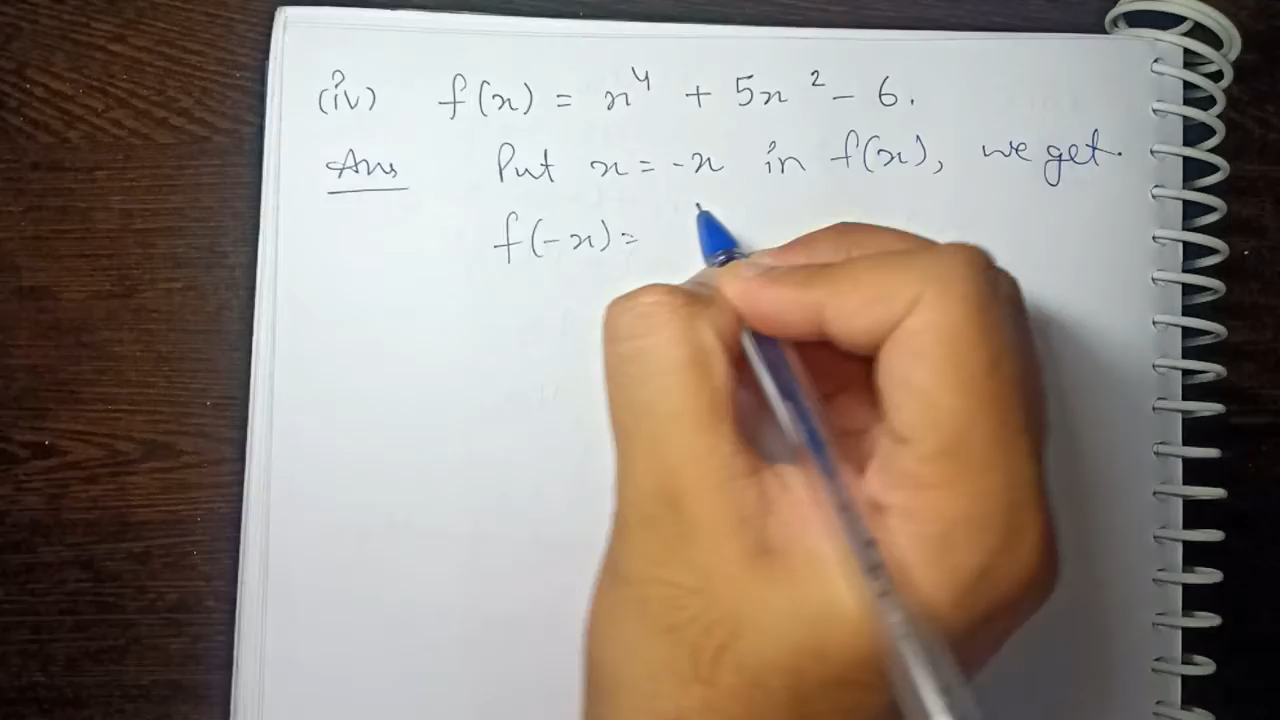 (iv) f(x) = x⁴ + 5x² - 6.
Ans Put x = -x in f(x), we get.
f(-x) =